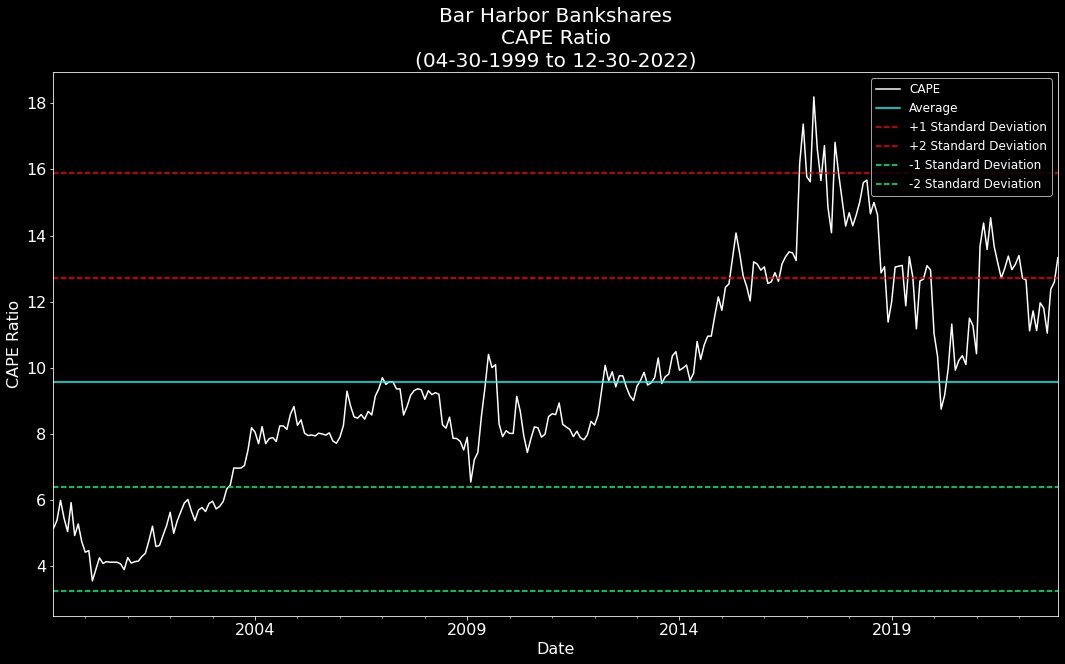 Bar Harbor Bankshares
CAPE Ratio
(04-30-1999 to 12-30-2022)
CAPE
Average
+1 Standard Deviation
+2 Standard Deviation
-1 Standard Deviation
-2 Standard Deviation
CAPE Ratio
18
16
14
12
10
8
6
4
2004
2009
2014
2019
Date